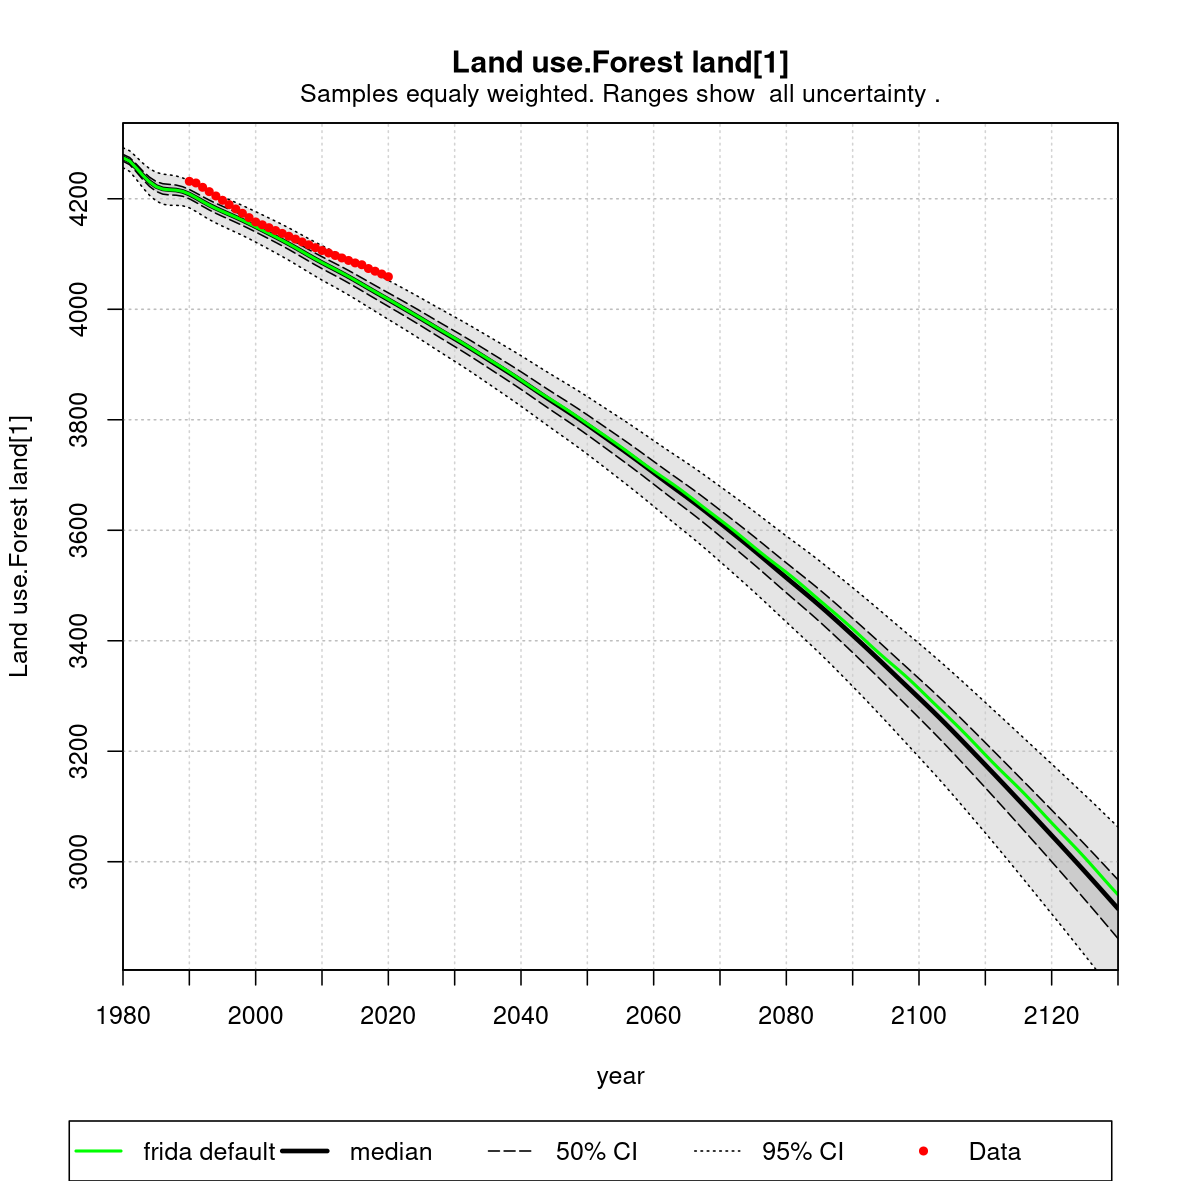 Land use.Forest land[1]
Samples equaly weighted. Ranges show  all uncertainty .
Land use.Forest land[1]
4200
4000
3800
3600
3400
3200
3000
1980 2000 2020 2040 2060 2080 2100 2120
year
frida default median 50% CI 95% CI Data